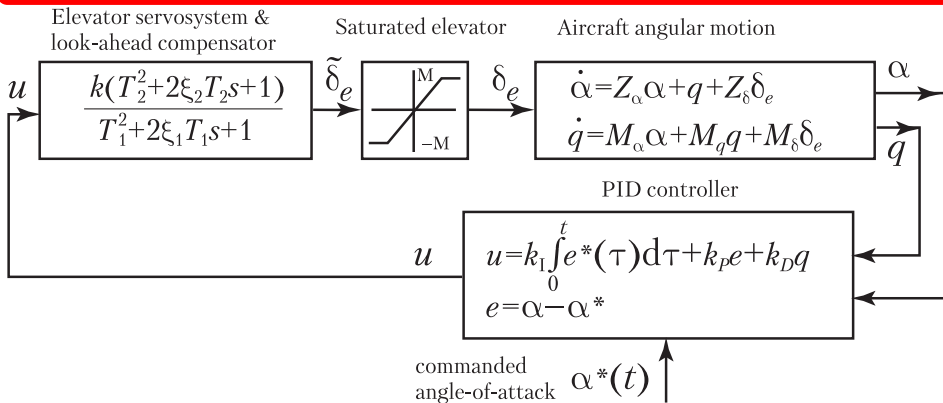 Elevator servosystem &
look-ahead compensator
Saturated elevator
Aircraft angular motion
u
k(T₂²+2ξ₂T₂s+1)
T₁²+2ξ₁T₁s+1
δ̃ₑ
M
−M
δₑ
α̇=Z_αα+q+Z_δδₑ
q̇=M_αα+M_qq+M_δδₑ
α
q
PID controller
u
u=k_I∫₀ᵗe*(τ)dτ+k_Pe+k_Dq
e=α−α*
commanded
angle-of-attack α*(t)